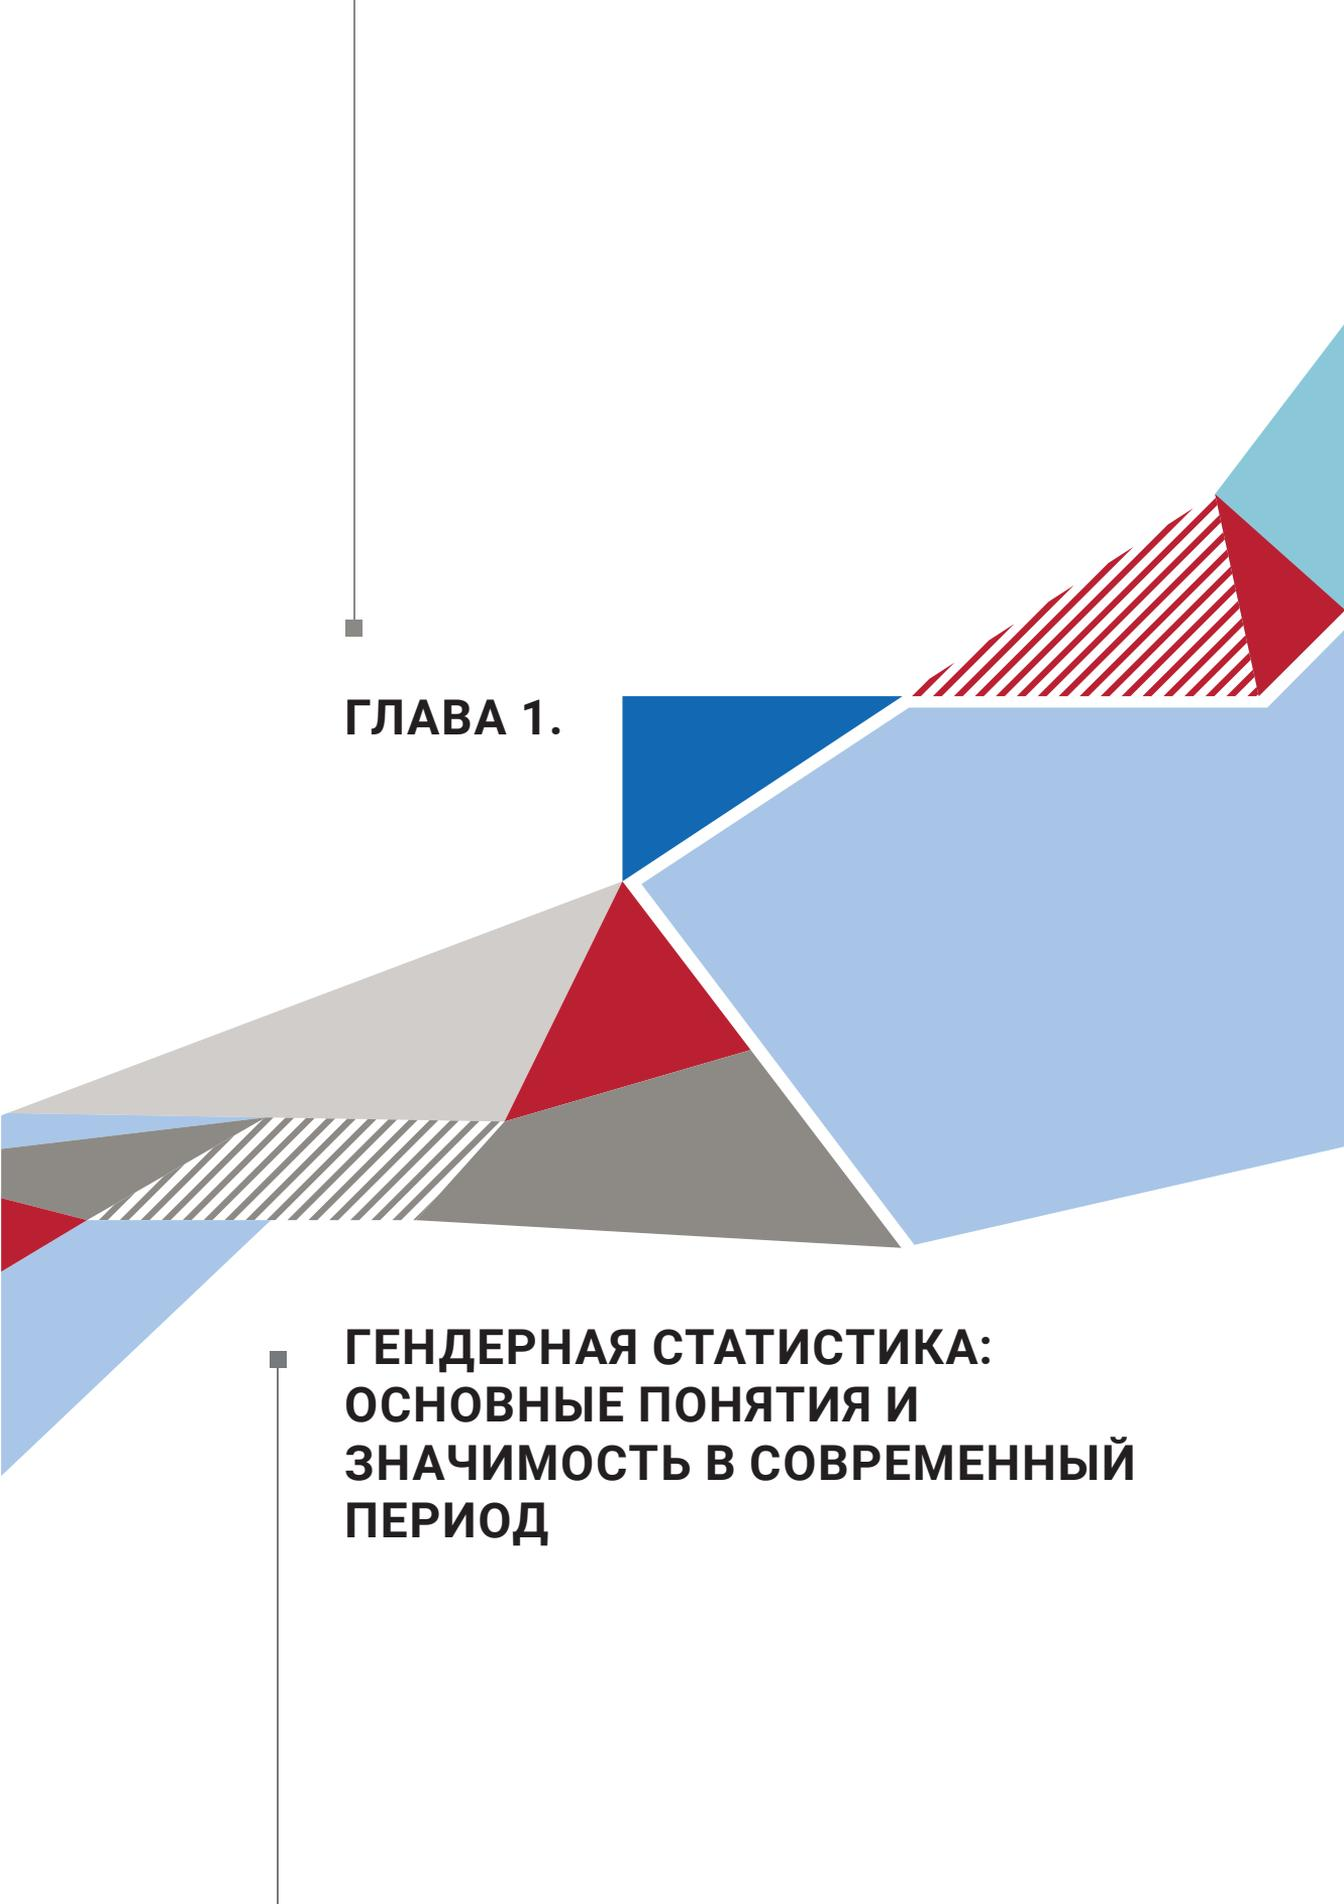 ГЛАВА 1.
ГЕНДЕРНАЯ СТАТИСТИКА:
ОСНОВНЫЕ ПОНЯТИЯ И
ЗНАЧИМОСТЬ В СОВРЕМЕННЫЙ
ПЕРИОД